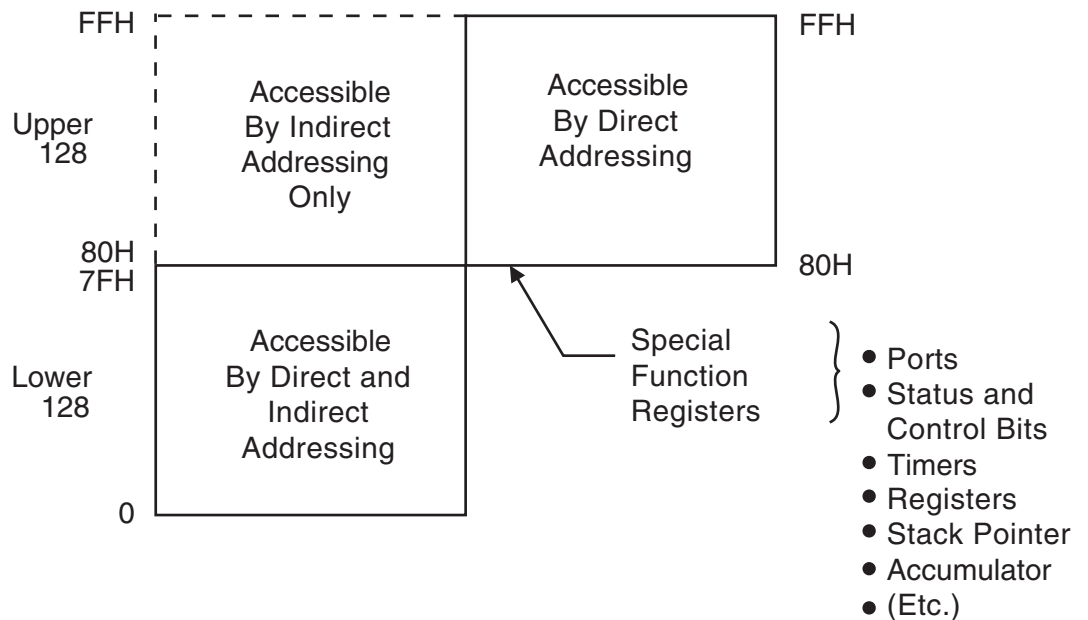 FFH
Upper
128
80H
7FH
Lower
128
0
Accessible
By Indirect
Addressing
Only
Accessible
By Direct
Addressing
FFH
80H
Accessible
By Direct and
Indirect
Addressing
Special
Function
Registers
● Ports
● Status and
Control Bits
● Timers
● Registers
● Stack Pointer
● Accumulator
● (Etc.)